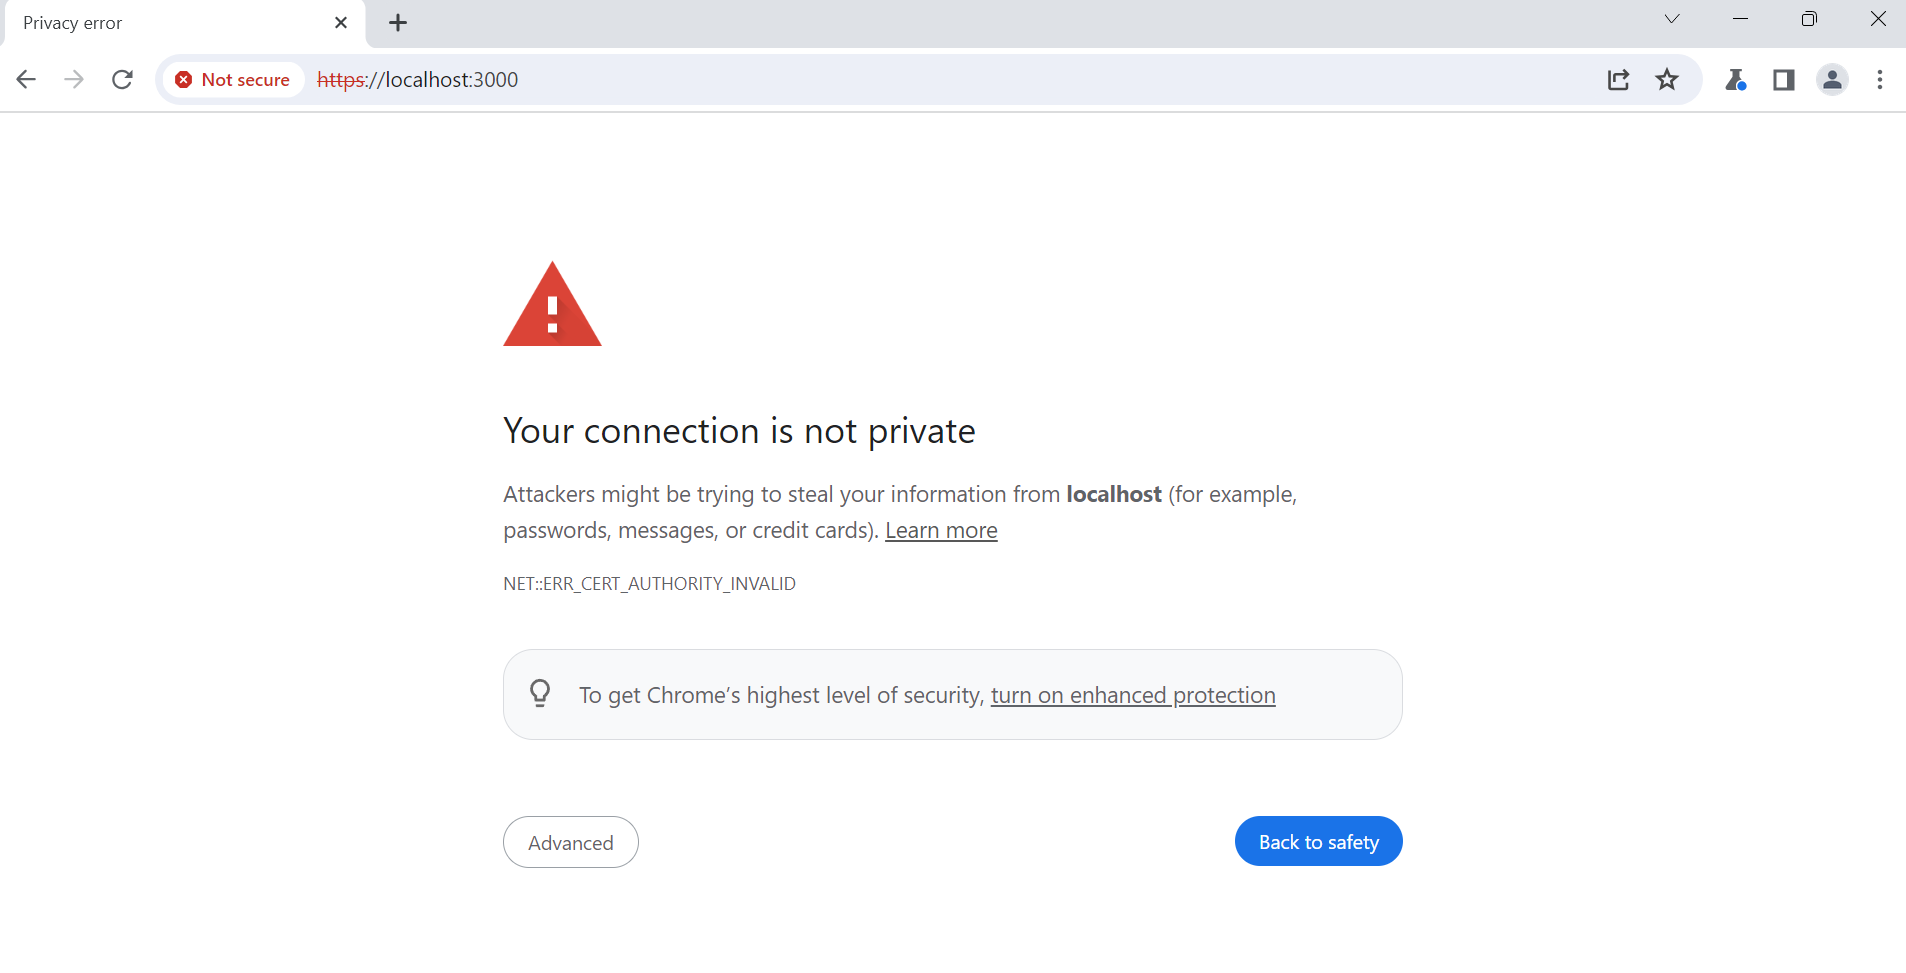 Privacy error
Not secure https://localhost:3000
Your connection is not private
Attackers might be trying to steal your information from localhost (for example,
passwords, messages, or credit cards). Learn more
NET::ERR_CERT_AUTHORITY_INVALID
To get Chrome’s highest level of security, turn on enhanced protection
Advanced
Back to safety